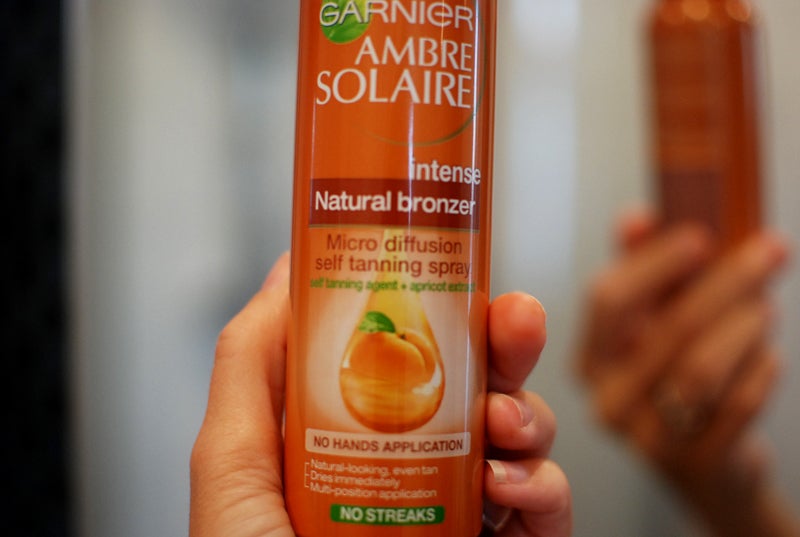 GARNIER
AMBRE
SOLAIRE
intense
Natural bronzer
Micro diffusion
self tanning spray
self tanning agent + apricot extract
NO HANDS APPLICATION
Natural-looking, even tan
Dries immediately
Multi-position application
NO STREAKS